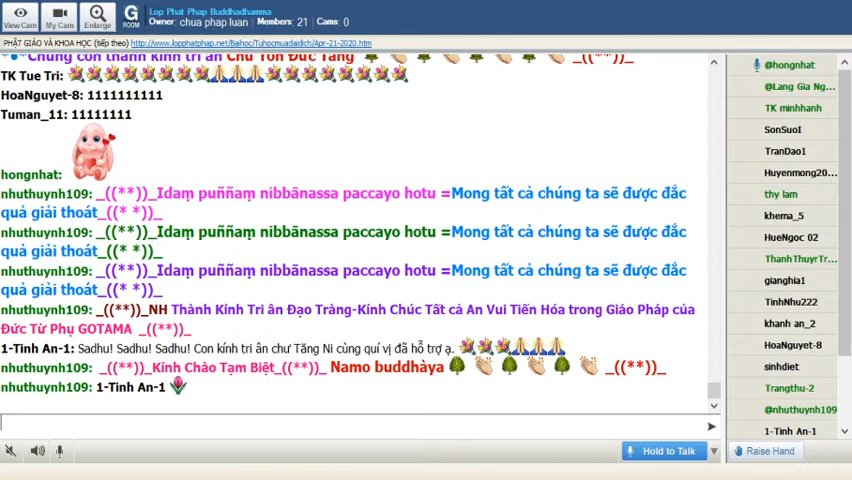 View Cam
My Cam
Enlarge
G
ROOM
Lop Phat Phap Buddhadhamma
Owner: chua phap luan / Members: 21 / Cams: 0
PHẬT GIÁO VÀ KHOA HỌC (tiếp theo) http://www.lopphatphap.net/Baihoc/Tuhocmuadaidich/Apr-21-2020.htm
*●*Chúng con thành kính tri ân Chư Tôn Đức Tăng _((**))_
TK Tue Tri:
HoaNguyet-8: 1111111111
Tuman_11: 11111111
hongnhat:
nhuthuynh109: _((**))_Idaṃ puññaṃ nibbānassa paccayo hotu =Mong tất cả chúng ta sẽ được đắc
quả giải thoát_((* *))_
nhuthuynh109: _((**))_Idaṃ puññaṃ nibbānassa paccayo hotu =Mong tất cả chúng ta sẽ được đắc
quả giải thoát_((* *))_
nhuthuynh109: _((**))_Idaṃ puññaṃ nibbānassa paccayo hotu =Mong tất cả chúng ta sẽ được đắc
quả giải thoát_((* *))_
nhuthuynh109: _((**))_NH Thành Kính Tri ân Đạo Tràng-Kính Chúc Tất cả An Vui Tiến Hóa trong Giáo Pháp của
Đức Từ Phụ GOTAMA _((**))_
1-Tinh An-1: Sadhu! Sadhu! Sadhu! Con kính tri ân chư Tăng Ni cùng quí vị đã hỗ trợ ạ.
nhuthuynh109: _((**))_Kính Chào Tạm Biệt_((**))_ Namo buddhàya _((**))_
nhuthuynh109: 1-Tinh An-1
Hold to Talk
@hongnhat
@Lang Gia Ng...
TK minhhanh
SonSuoI
TranDao1
Huyenmong20...
thy lam
khema_5
HueNgoc 02
ThanhThuyrTr...
gianghia1
TinhNhu222
khanh an_2
HoaNguyet-8
sinhdiet
Trangthu-2
@nhuthuynh109
1-Tinh An-1
Raise Hand